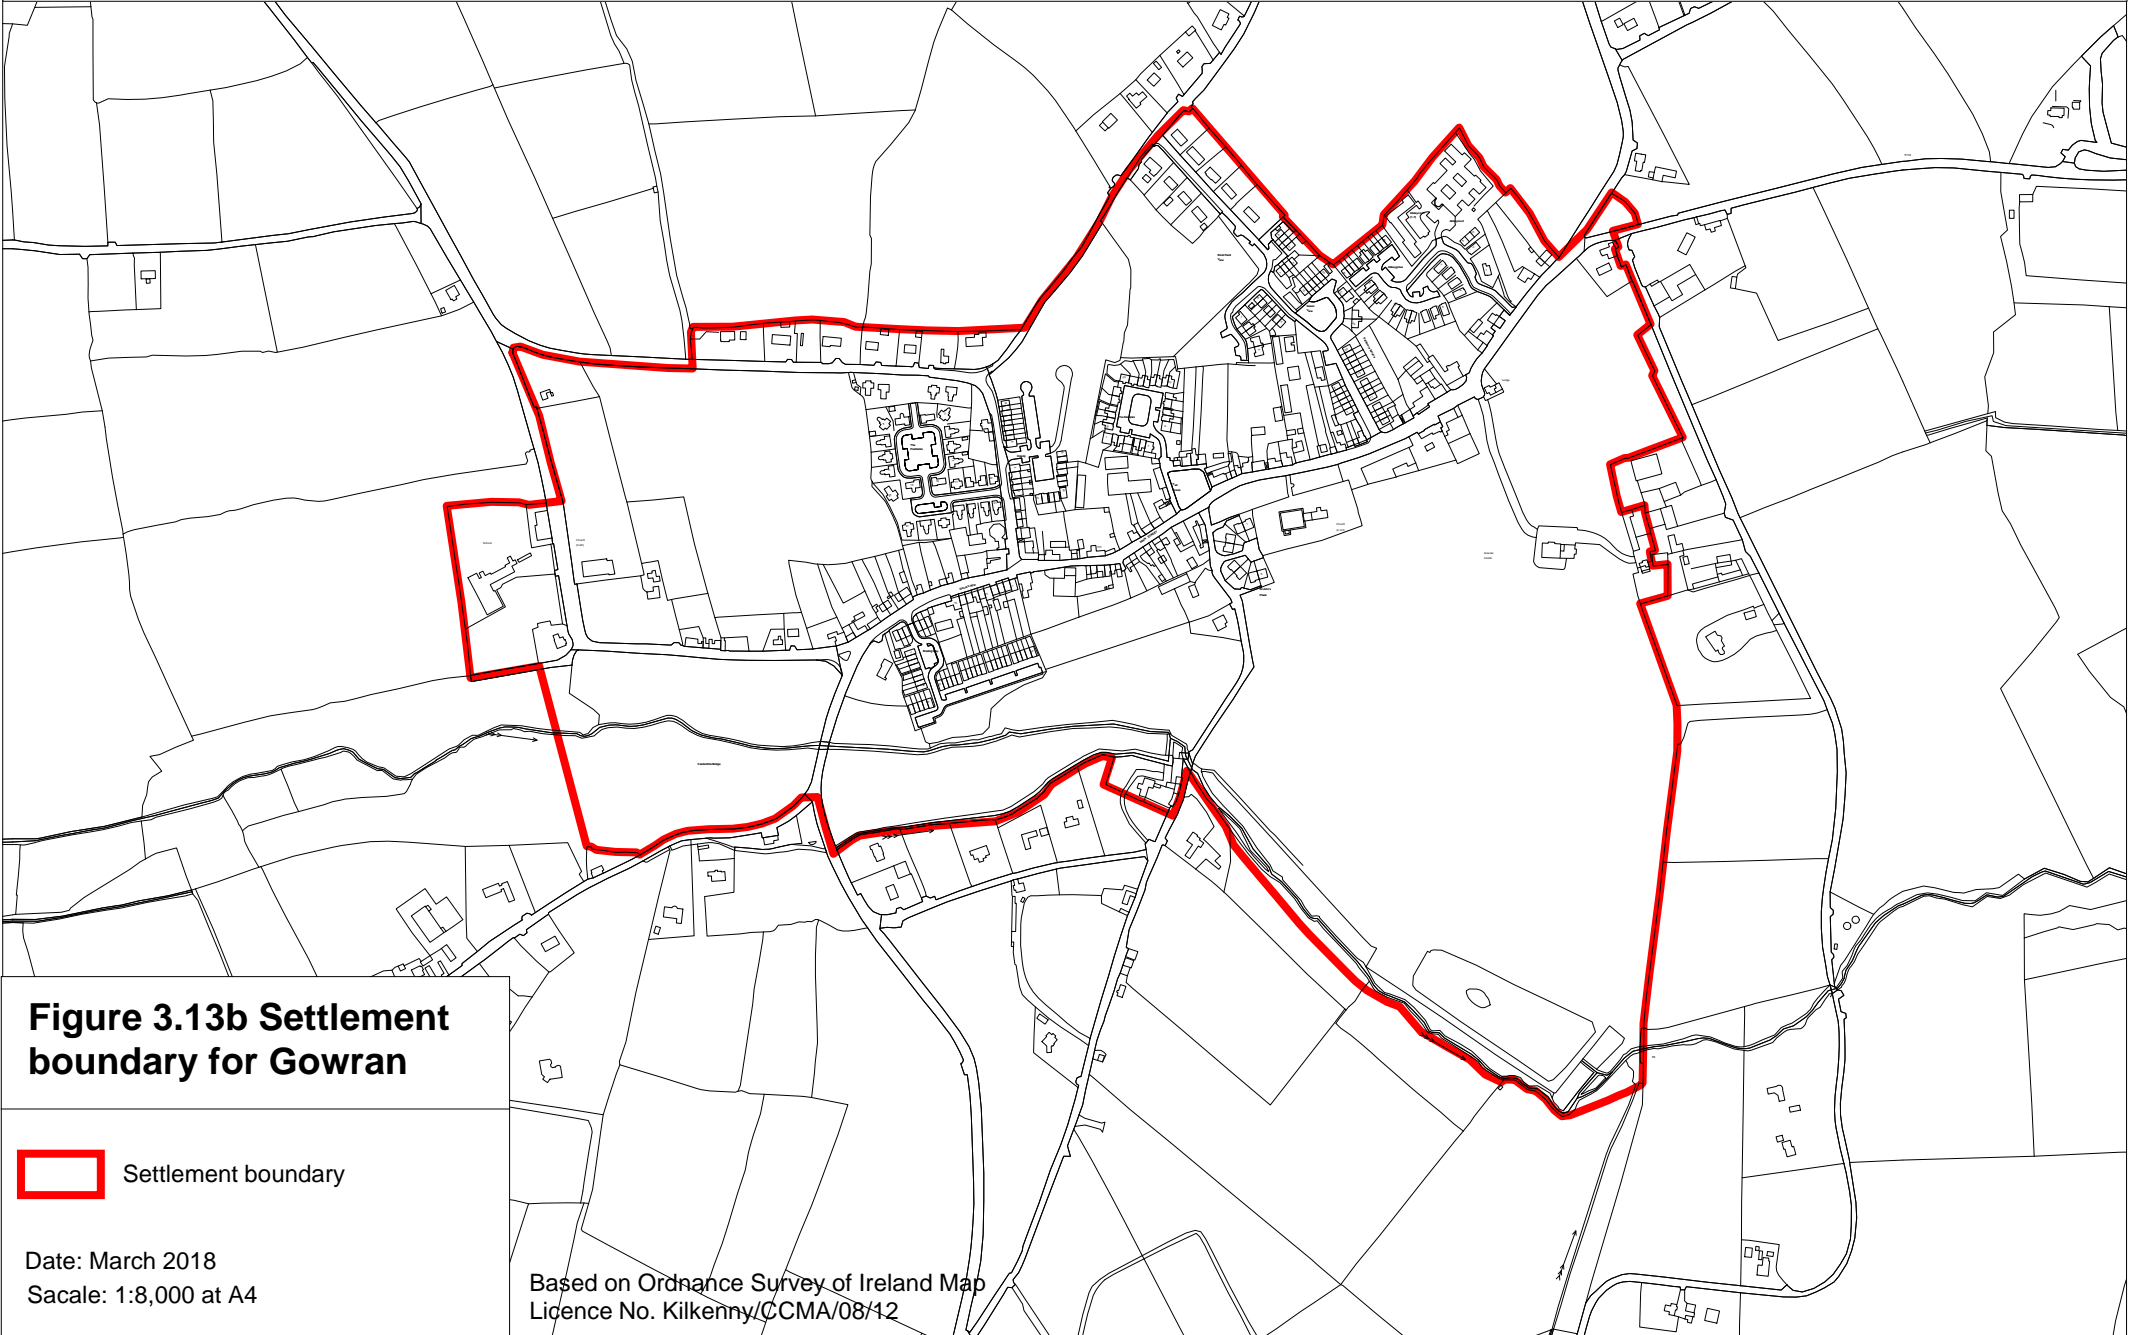 Figure 3.13b Settlement
boundary for Gowran
Settlement boundary
Date: March 2018
Sacale: 1:8,000 at A4
Based on Ordnance Survey of Ireland Map
Licence No. Kilkenny/CCMA/08/12